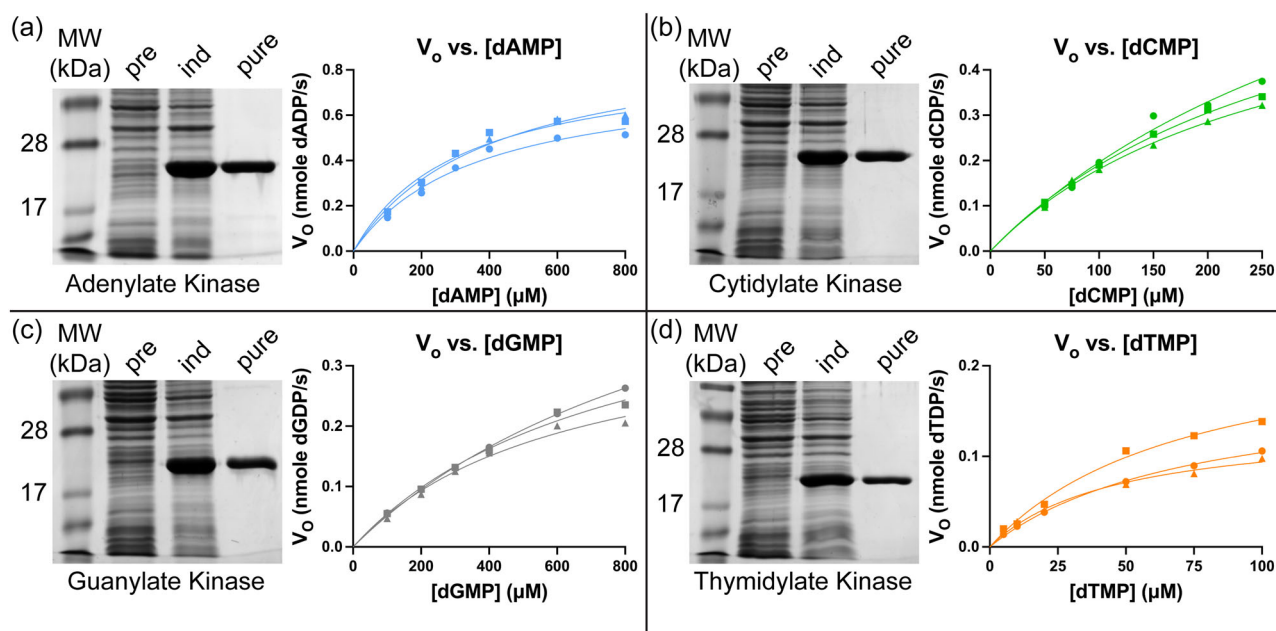 (a)
MW
(kDa)
pre
ind
pure
28
17
Adenylate Kinase
Vo vs. [dAMP]
Vo (nmole dADP/s)
0.8
0.6
0.4
0.2
0.0
0 200 400 600 800
[dAMP] (µM)
(b)
MW
(kDa)
pre
ind
pure
28
17
Cytidylate Kinase
Vo vs. [dCMP]
Vo (nmole dCDP/s)
0.4
0.3
0.2
0.1
0.0
0 50 100 150 200 250
[dCMP] (µM)
(c)
MW
(kDa)
pre
ind
pure
28
17
Guanylate Kinase
Vo vs. [dGMP]
Vo (nmole dGDP/s)
0.3
0.2
0.1
0.0
0 200 400 600 800
[dGMP] (µM)
(d)
MW
(kDa)
pre
ind
pure
28
17
Thymidylate Kinase
Vo vs. [dTMP]
Vo (nmole dTDP/s)
0.2
0.1
0.0
0 25 50 75 100
[dTMP] (µM)